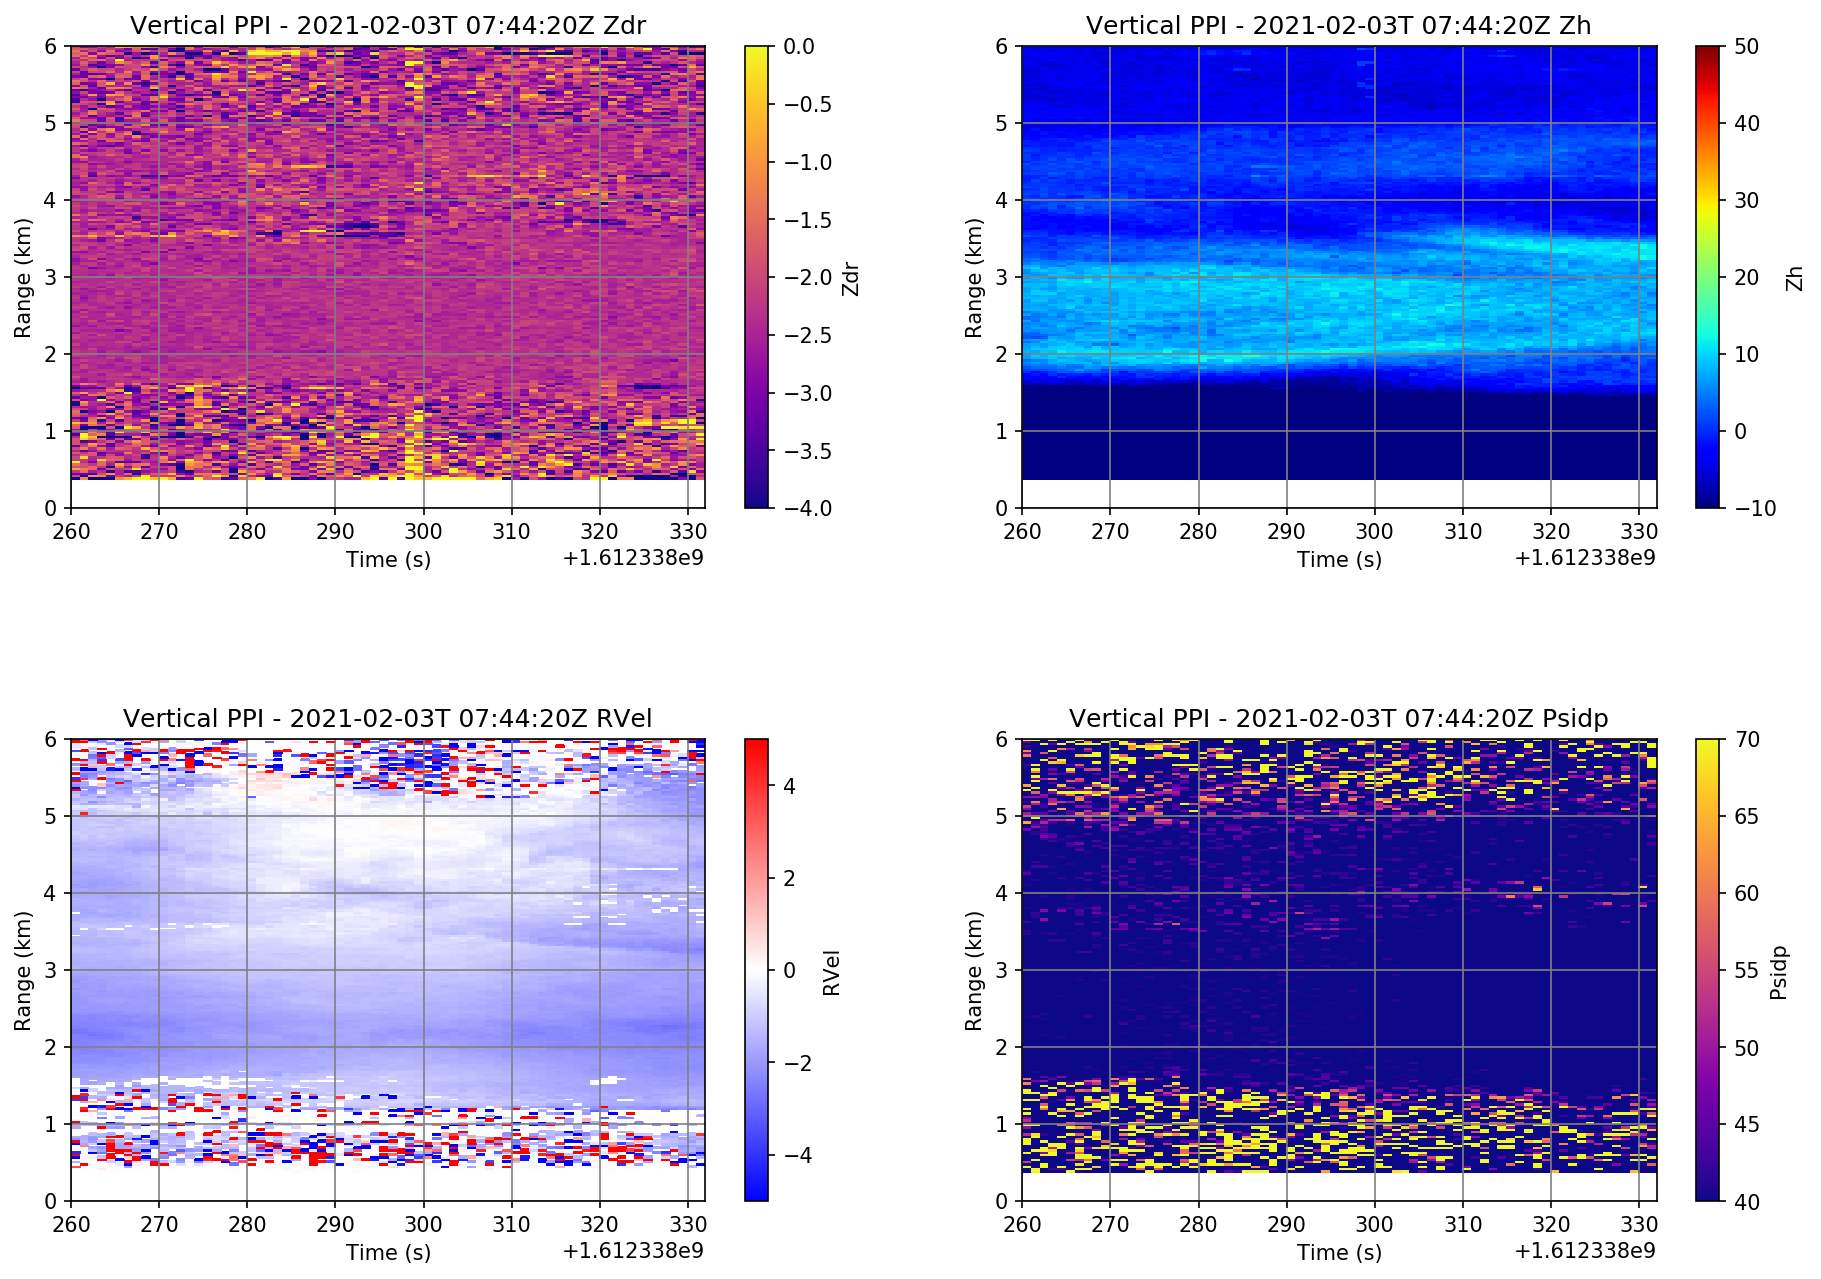 Vertical PPI - 2021-02-03T 07:44:20Z Zdr
6
5
4
3
2
1
0
Range (km)
260 270 280 290 300 310 320 330
Time (s)
+1.612338e9
0.0
−0.5
−1.0
−1.5
−2.0
−2.5
−3.0
−3.5
−4.0
Zdr
Vertical PPI - 2021-02-03T 07:44:20Z Zh
6
5
4
3
2
1
0
Range (km)
260 270 280 290 300 310 320 330
Time (s)
+1.612338e9
50
40
30
20
10
0
−10
Zh
Vertical PPI - 2021-02-03T 07:44:20Z RVel
6
5
4
3
2
1
0
Range (km)
260 270 280 290 300 310 320 330
Time (s)
+1.612338e9
4
2
0
−2
−4
RVel
Vertical PPI - 2021-02-03T 07:44:20Z Psidp
6
5
4
3
2
1
0
Range (km)
260 270 280 290 300 310 320 330
Time (s)
+1.612338e9
70
65
60
55
50
45
40
Psidp